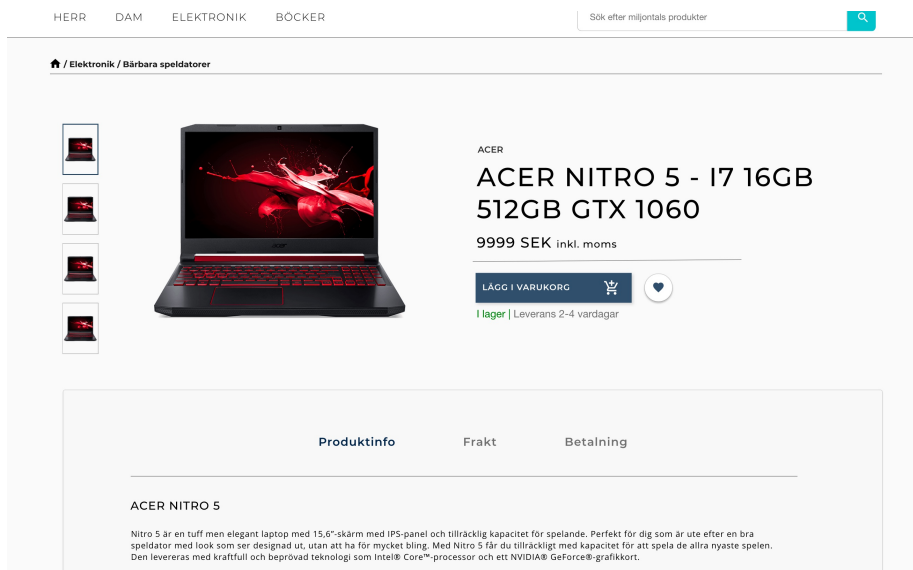 HERR DAM ELEKTRONIK BÖCKER
Sök efter miljontals produkter
/ Elektronik / Bärbara speldatorer
acer
ACER
ACER NITRO 5 - I7 16GB
512GB GTX 1060
9999 SEK inkl. moms
LÄGG I VARUKORG
I lager | Leverans 2-4 vardagar
Produktinfo Frakt Betalning
ACER NITRO 5
Nitro 5 är en tuff men elegant laptop med 15,6"-skärm med IPS-panel och tillräcklig kapacitet för spelande. Perfekt för dig som är ute efter en bra
speldator med look som ser designad ut, utan att ha för mycket bling. Med Nitro 5 får du tillräckligt med kapacitet för att spela de allra nyaste spelen.
Den levereras med kraftfull och beprövad teknologi som Intel® Core™-processor och ett NVIDIA® GeForce®-grafikkort.